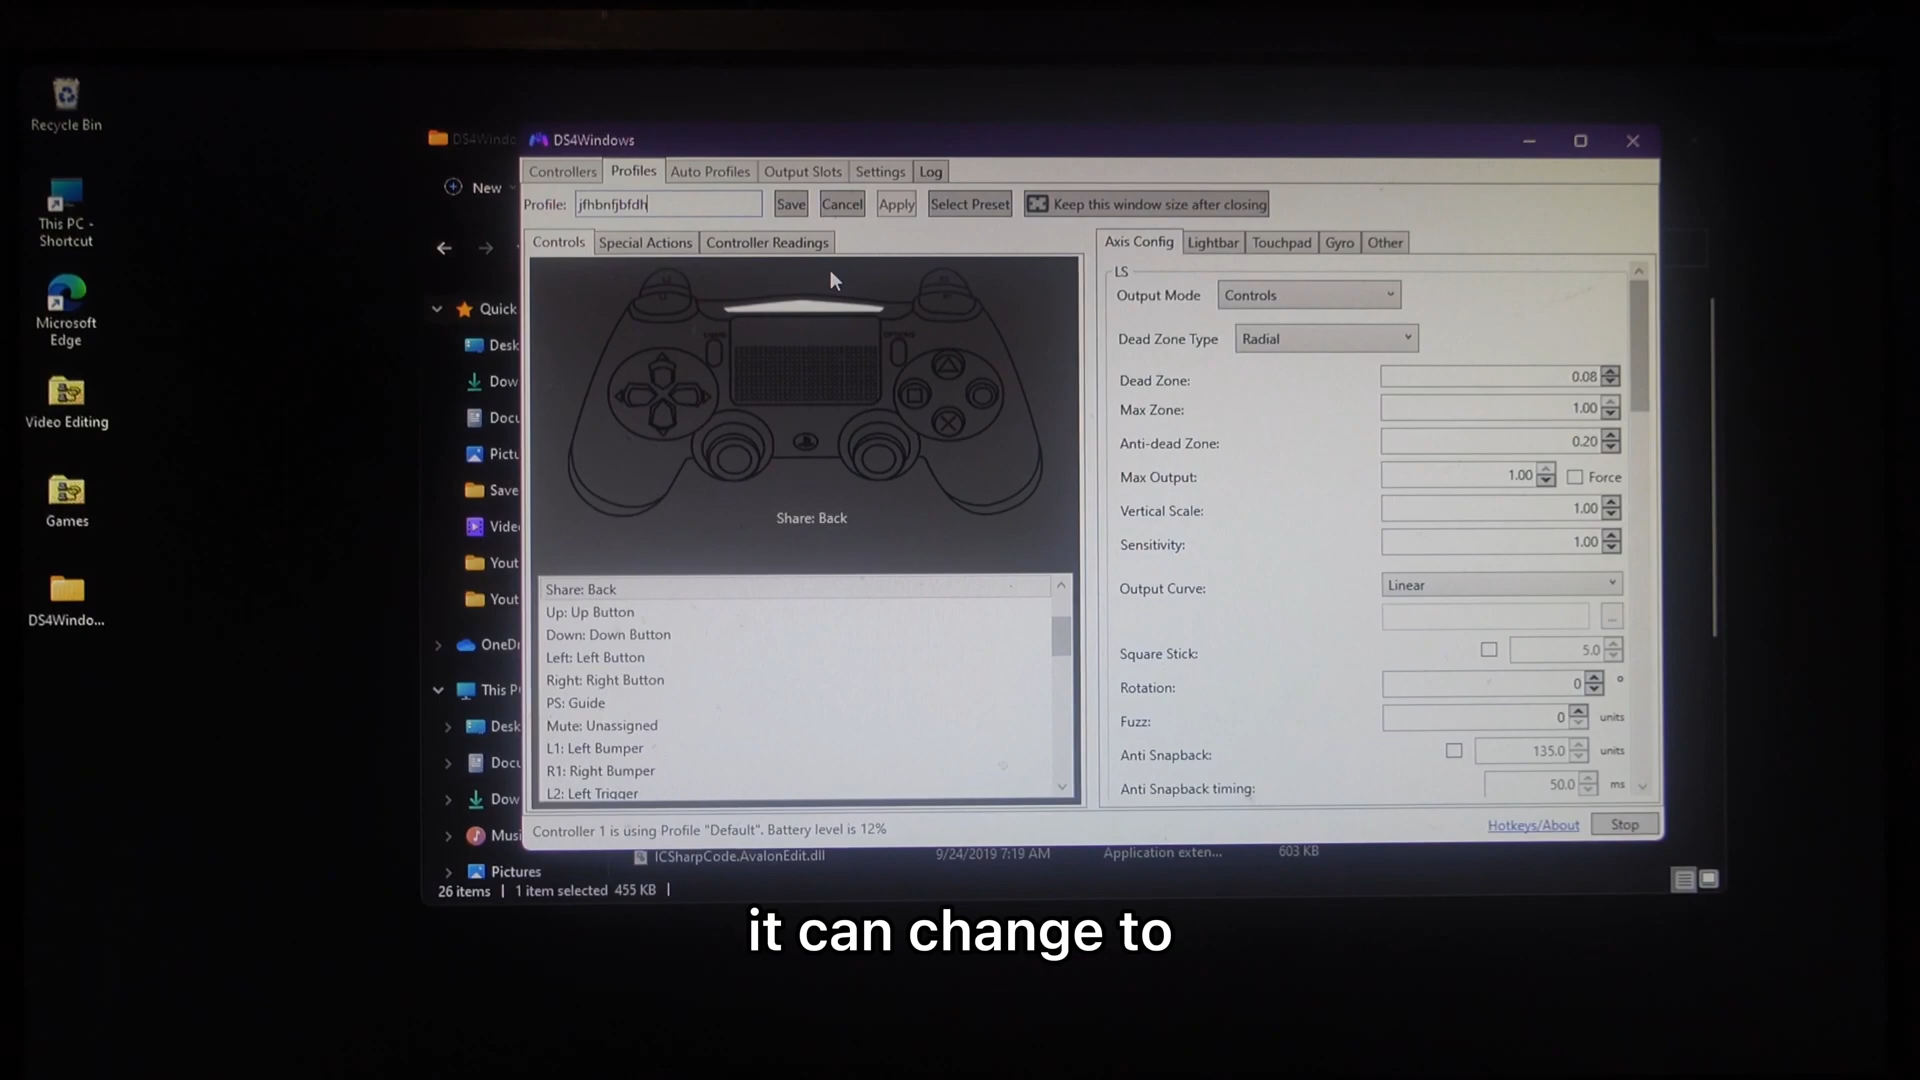 Recycle Bin
This PC -
Shortcut
Microsoft
Edge
Video Editing
Games
DS4Windo...
DS4Windo
New
Quick
Desk
Dow
Docu
Pictu
Save
Vide
Yout
Yout
OneDr
This P
Desk
Docu
Dow
Musi
Pictures
26 items | 1 item selected 455 KB |
DS4Windows
Controllers Profiles Auto Profiles Output Slots Settings Log
Profile: jfhbnfjbfdh Save Cancel Apply Select Preset Keep this window size after closing
Controls Special Actions Controller Readings
Share: Back
Share: Back
Up: Up Button
Down: Down Button
Left: Left Button
Right: Right Button
PS: Guide
Mute: Unassigned
L1: Left Bumper
R1: Right Bumper
L2: Left Trigger
Axis Config Lightbar Touchpad Gyro Other
LS
Output Mode Controls
Dead Zone Type Radial
Dead Zone: 0.08
Max Zone: 1.00
Anti-dead Zone: 0.20
Max Output: 1.00 Force
Vertical Scale: 1.00
Sensitivity: 1.00
Output Curve: Linear
...
Square Stick: 5.0
Rotation: 0 °
Fuzz: 0 units
Anti Snapback: 135.0 units
Anti Snapback timing: 50.0 ms
Controller 1 is using Profile "Default". Battery level is 12%
Hotkeys/About Stop
ICSharpCode.AvalonEdit.dll 9/24/2019 7:19 AM Application exten... 603 KB
it can change to